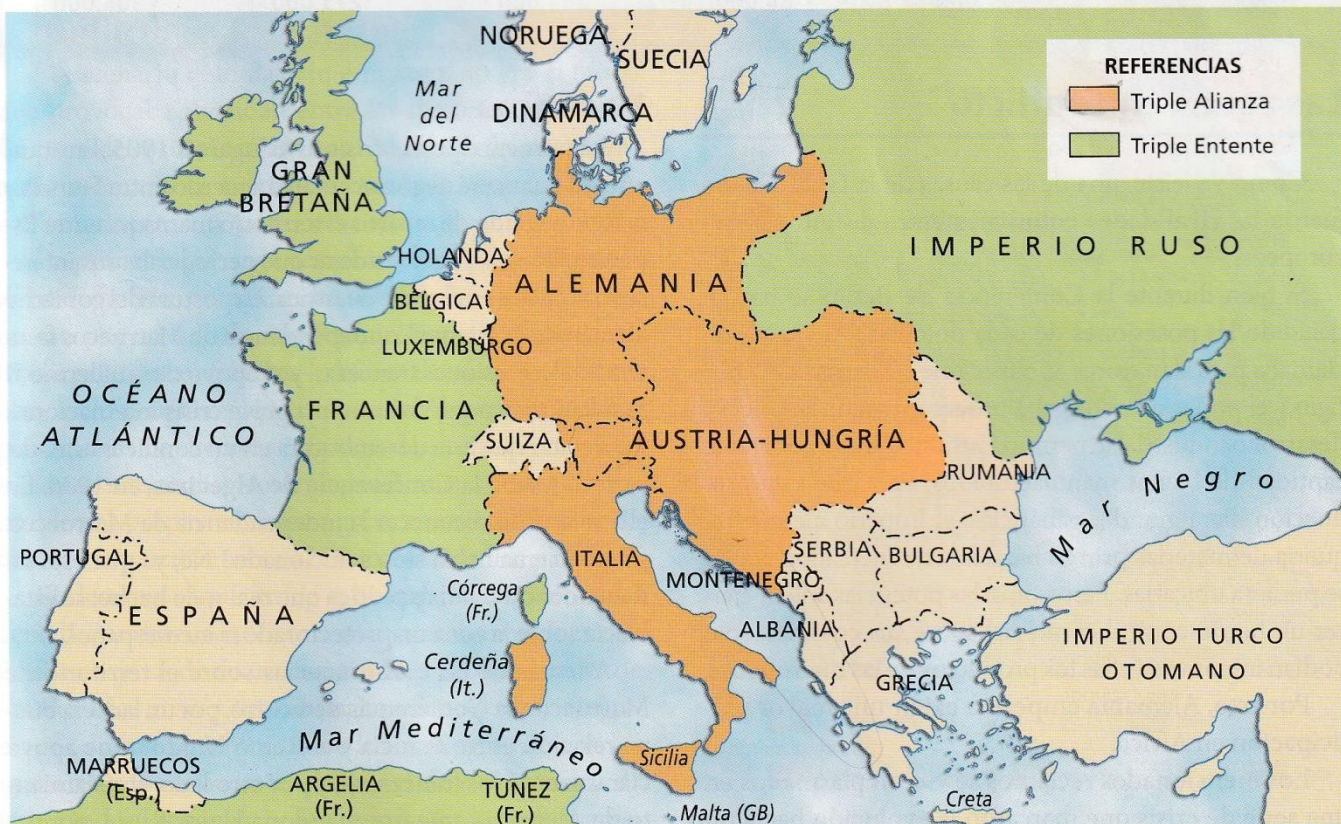 NORUEGA
SUECIA
REFERENCIAS
Triple Alianza
Triple Entente
Mar
del
Norte
DINAMARCA
GRAN
BRETAÑA
IMPERIO RUSO
HOLANDA
ALEMANIA
BELGICA
LUXEMBURGO
OCÉANO
ATLÁNTICO
FRANCIA
SUIZA
AUSTRIA-HUNGRÍA
RUMANIA
Mar Negro
PORTUGAL
ESPAÑA
ITALIA
SERBIA
BULGARIA
MONTENEGRO
Córcega
(Fr.)
ALBANIA
IMPERIO TURCO
OTOMANO
Cerdeña
(It.)
GRECIA
Mar Mediterráneo
Sicilia
MARRUECOS
(Esp.)
ARGELIA
(Fr.)
TÚNEZ
(Fr.)
Malta (GB)
Creta